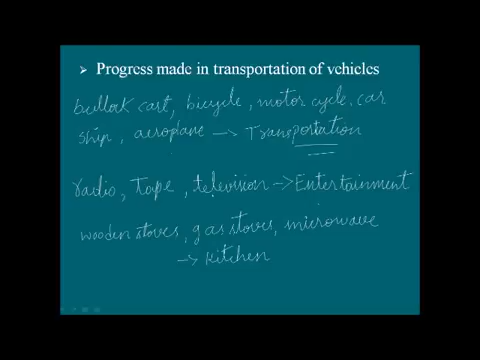 ➢ Progress made in transportation of vehicles
bullock cart, bicycle, motor cycle, car
ship, aeroplane → Transportation
radio, Tape, television → Entertainment
wooden stoves, gas stoves, microwave
→ Kitchen